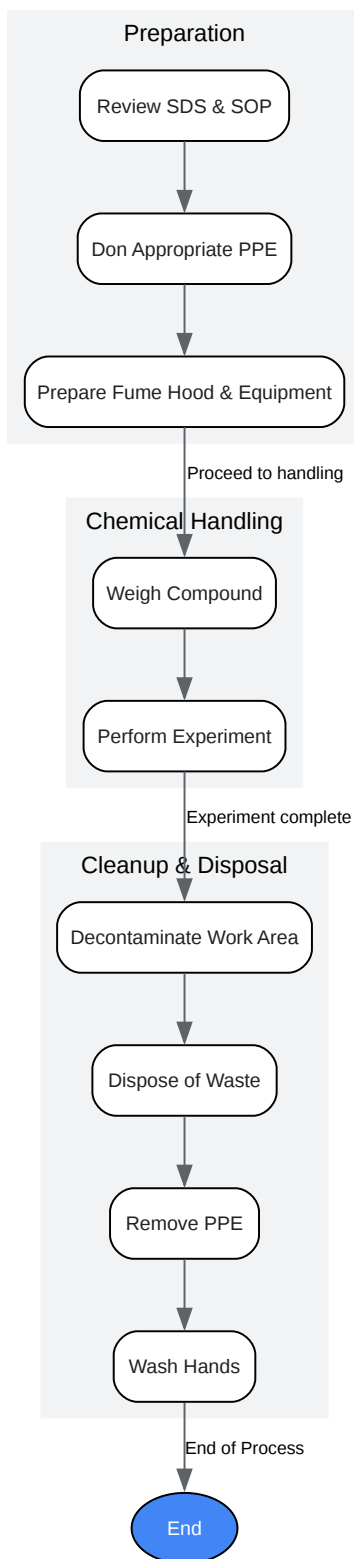 Preparation
Review SDS & SOP
Don Appropriate PPE
Prepare Fume Hood & Equipment
Proceed to handling
Chemical Handling
Weigh Compound
Perform Experiment
Experiment complete
Cleanup & Disposal
Decontaminate Work Area
Dispose of Waste
Remove PPE
Wash Hands
End of Process
End